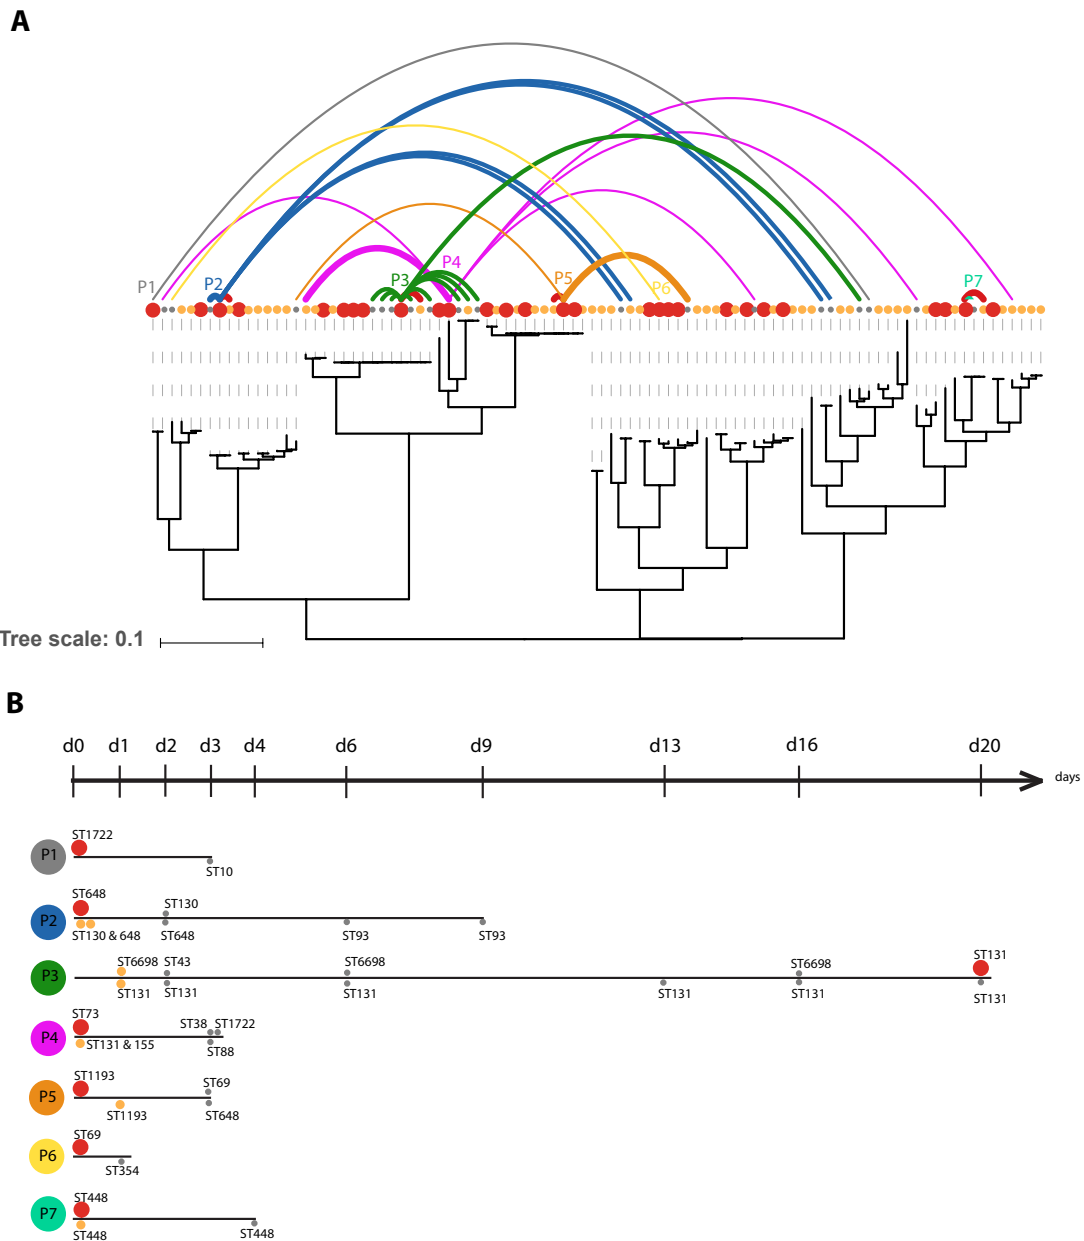 A
P1
P2
P3
P4
P5
P6
P7
Tree scale: 0.1
B
d0 d1 d2 d3 d4 d6 d9 d13 d16 d20
days
ST1722
P1
ST10
ST648 ST130
P2
ST130 & 648 ST648 ST93 ST93
ST6698 ST43 ST6698 ST6698 ST131
P3
ST131 ST131 ST131 ST131 ST131 ST131
ST73 ST38 ST1722
P4
ST131 & 155 ST88
ST1193 ST69
P5
ST1193 ST648
ST69
P6
ST354
ST448
P7
ST448 ST448